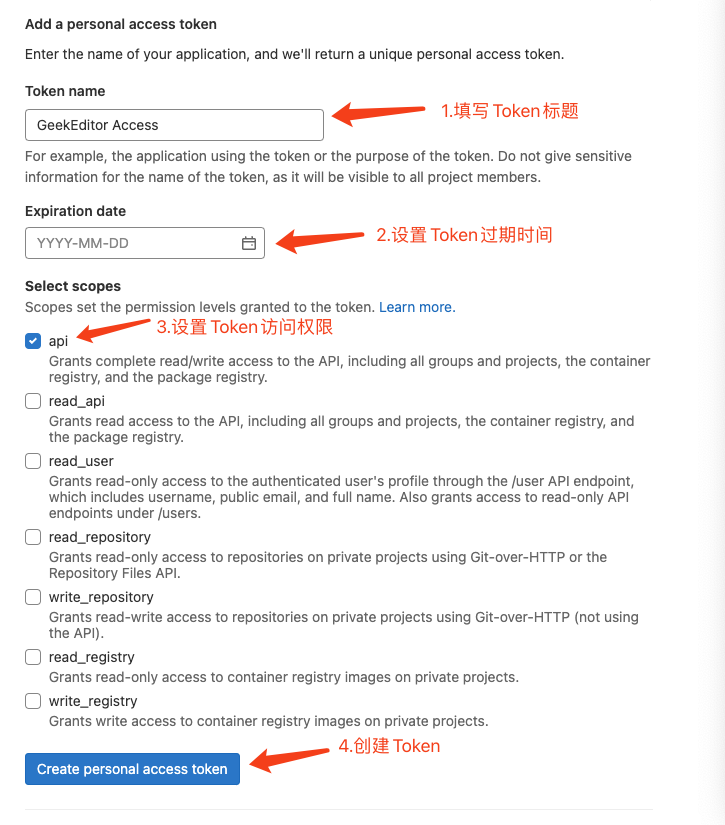 Add a personal access token
Enter the name of your application, and we'll return a unique personal access token.
Token name
GeekEditor Access
1.填写Token标题
For example, the application using the token or the purpose of the token. Do not give sensitive
information for the name of the token, as it will be visible to all project members.
Expiration date
YYYY-MM-DD
2.设置Token过期时间
Select scopes
Scopes set the permission levels granted to the token. Learn more.
3.设置Token访问权限
api
Grants complete read/write access to the API, including all groups and projects, the container
registry, and the package registry.
read_api
Grants read access to the API, including all groups and projects, the container registry, and
the package registry.
read_user
Grants read-only access to the authenticated user's profile through the /user API endpoint,
which includes username, public email, and full name. Also grants access to read-only API
endpoints under /users.
read_repository
Grants read-only access to repositories on private projects using Git-over-HTTP or the
Repository Files API.
write_repository
Grants read-write access to repositories on private projects using Git-over-HTTP (not using
the API).
read_registry
Grants read-only access to container registry images on private projects.
write_registry
Grants write access to container registry images on private projects.
4.创建Token
Create personal access token